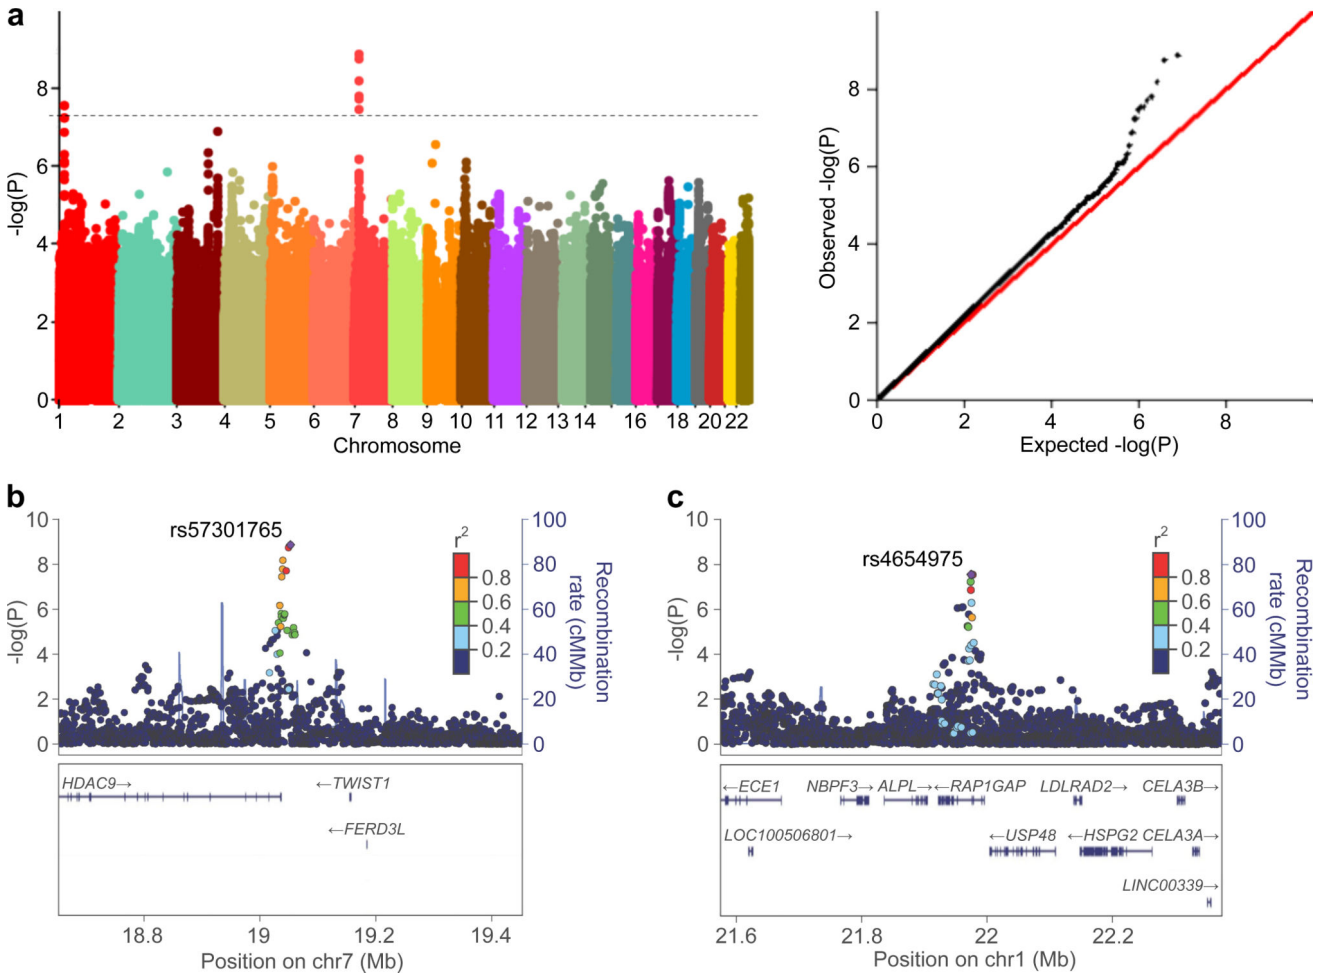 a
-log(P)
8
6
4
2
0
1 2 3 4 5 6 7 8 9 10 11 12 13 14 16 18 20 22
Chromosome
Observed -log(P)
8
6
4
2
0
0 2 4 6 8
Expected -log(P)
b
-log(P)
10
8
6
4
2
0
rs57301765
r²
0.8
0.6
0.4
0.2
100
80
60
40
20
0
Recombination
rate (cMMb)
HDAC9→
←TWIST1
←FERD3L
18.8 19 19.2 19.4
Position on chr7 (Mb)
c
-log(P)
10
8
6
4
2
0
rs4654975
r²
0.8
0.6
0.4
0.2
100
80
60
40
20
0
Recombination
rate (cMMb)
←ECE1 NBPF3→ ALPL→ ←RAP1GAP LDLRAD2→ CELA3B→
LOC100506801→ ←USP48 ←HSPG2 CELA3A→
LINC00339→
21.6 21.8 22 22.2
Position on chr1 (Mb)